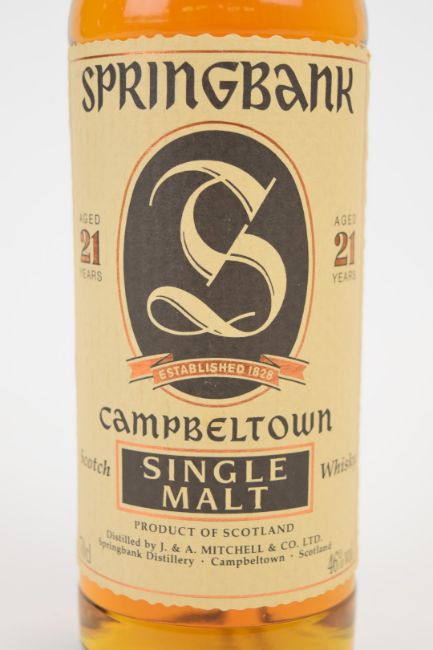 SPRINGBANK
AGED
21
YEARS
S
AGED
21
YEARS
ESTABLISHED 1828
CAMPBELTOWN
Scotch
SINGLE
MALT
PRODUCT OF SCOTLAND
Distilled by J. & A. MITCHELL & CO. LTD.
Springbank Distillery · Campbeltown · Scotland
46%